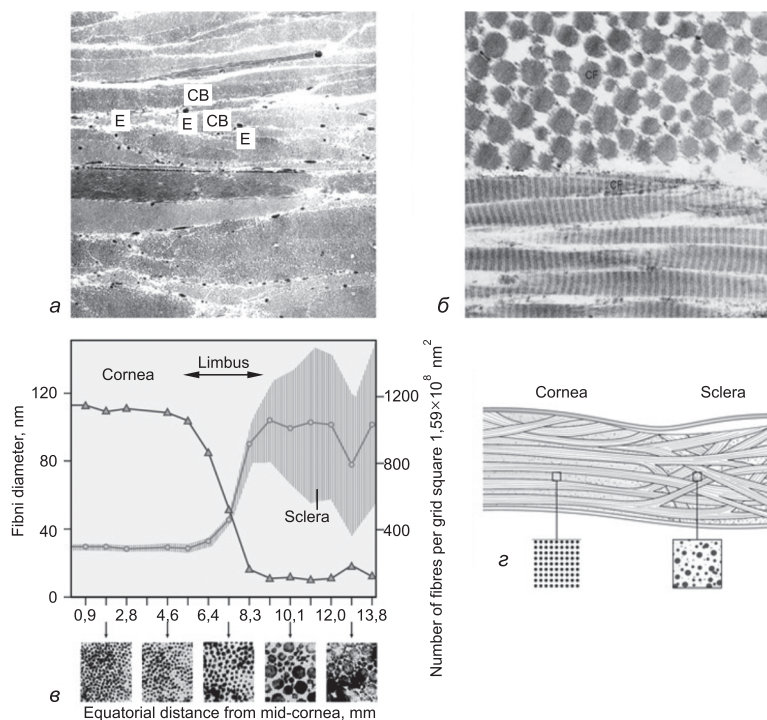 CB
E
E
CB
E
а
CF
CF
б
Fibni diameter, nm
120
80
40
0
Cornea
Limbus
Sclera
1200
800
400
Number of fibres per grid square 1,59×10⁸ nm²
0,9
2,8
4,6
6,4
8,3
10,1
12,0
13,8
в
Equatorial distance from mid-cornea, mm
Cornea
Sclera
г